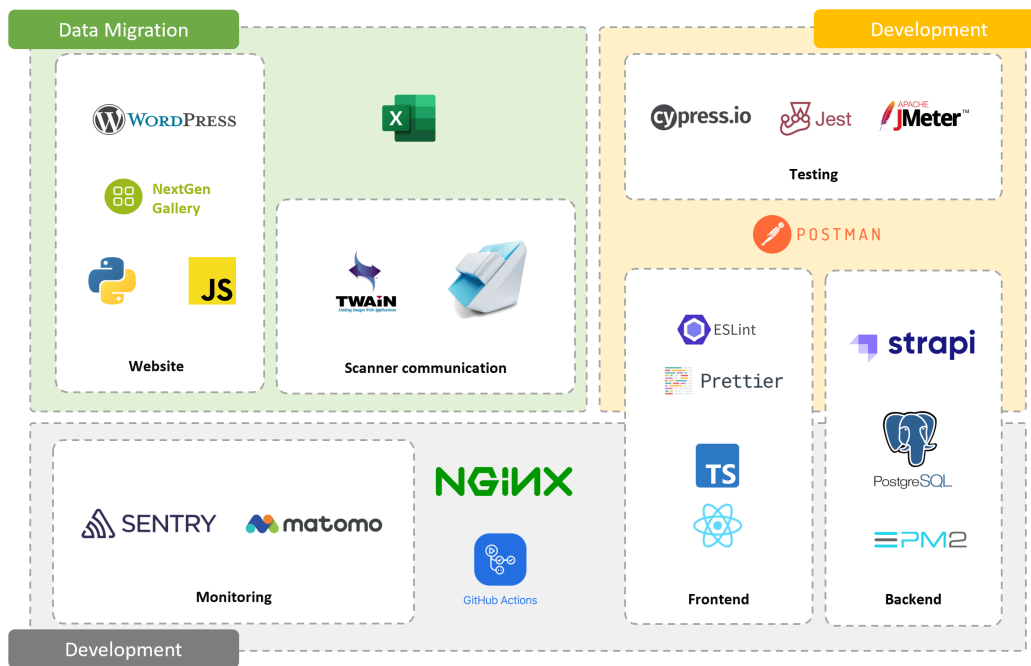 Data Migration
Development
WORDPRESS
NextGen
Gallery
JS
Website
X
TWAIN
Linking Images With Applications
Scanner communication
cypress.io
Jest
APACHE
JMeter™
Testing
POSTMAN
ESLint
Prettier
TS
Frontend
strapi
PostgreSQL
PM2
Backend
SENTRY
matomo
Monitoring
NGINX
GitHub Actions
Development